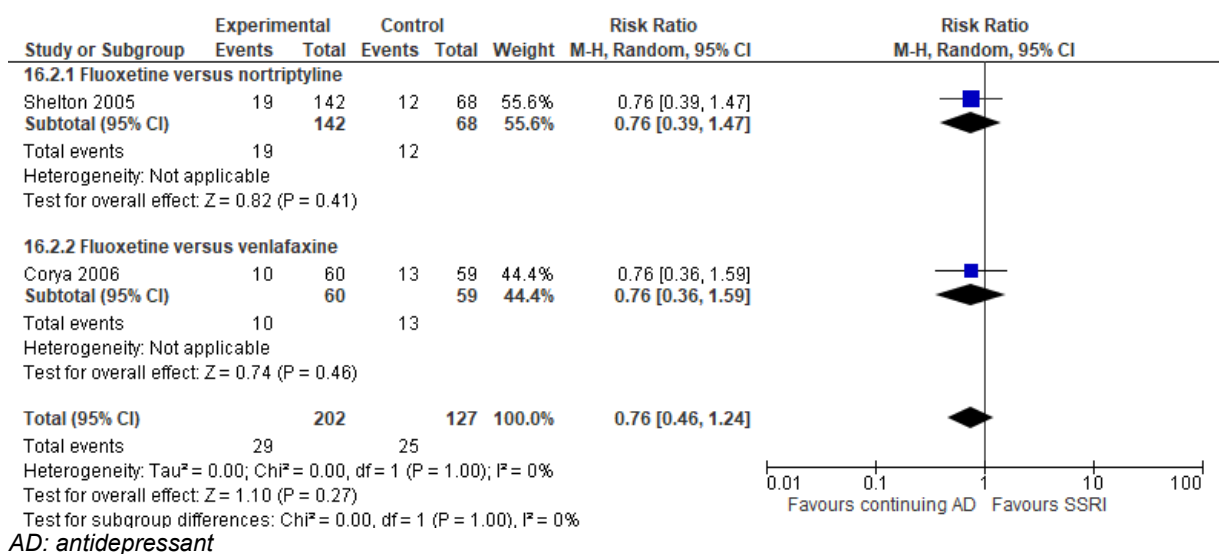 Experimental Control Risk Ratio Risk Ratio
Study or Subgroup Events Total Events Total Weight M-H, Random, 95% CI M-H, Random, 95% CI
16.2.1 Fluoxetine versus nortriptyline
Shelton 2005 19 142 12 68 55.6% 0.76 [0.39, 1.47]
Subtotal (95% CI) 142 68 55.6% 0.76 [0.39, 1.47]
Total events 19 12
Heterogeneity: Not applicable
Test for overall effect: Z = 0.82 (P = 0.41)
16.2.2 Fluoxetine versus venlafaxine
Corya 2006 10 60 13 59 44.4% 0.76 [0.36, 1.59]
Subtotal (95% CI) 60 59 44.4% 0.76 [0.36, 1.59]
Total events 10 13
Heterogeneity: Not applicable
Test for overall effect: Z = 0.74 (P = 0.46)
Total (95% CI) 202 127 100.0% 0.76 [0.46, 1.24]
Total events 29 25
Heterogeneity: Tau² = 0.00; Chi² = 0.00, df = 1 (P = 1.00); I² = 0%
Test for overall effect: Z = 1.10 (P = 0.27)
Test for subgroup differences: Chi² = 0.00, df = 1 (P = 1.00), I² = 0%
0.01 0.1 1 10 100
Favours continuing AD Favours SSRI
AD: antidepressant